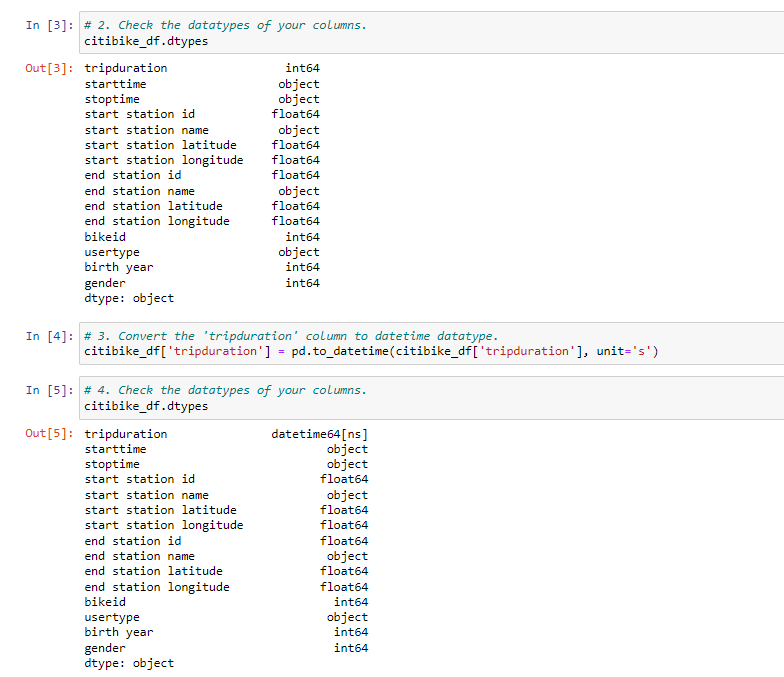 In [3]: # 2. Check the datatypes of your columns.
citibike_df.dtypes
Out[3]: tripduration int64
starttime object
stoptime object
start station id float64
start station name object
start station latitude float64
start station longitude float64
end station id float64
end station name object
end station latitude float64
end station longitude float64
bikeid int64
usertype object
birth year int64
gender int64
dtype: object
In [4]: # 3. Convert the 'tripduration' column to datetime datatype.
citibike_df['tripduration'] = pd.to_datetime(citibike_df['tripduration'], unit='s')
In [5]: # 4. Check the datatypes of your columns.
citibike_df.dtypes
Out[5]: tripduration datetime64[ns]
starttime object
stoptime object
start station id float64
start station name object
start station latitude float64
start station longitude float64
end station id float64
end station name object
end station latitude float64
end station longitude float64
bikeid int64
usertype object
birth year int64
gender int64
dtype: object